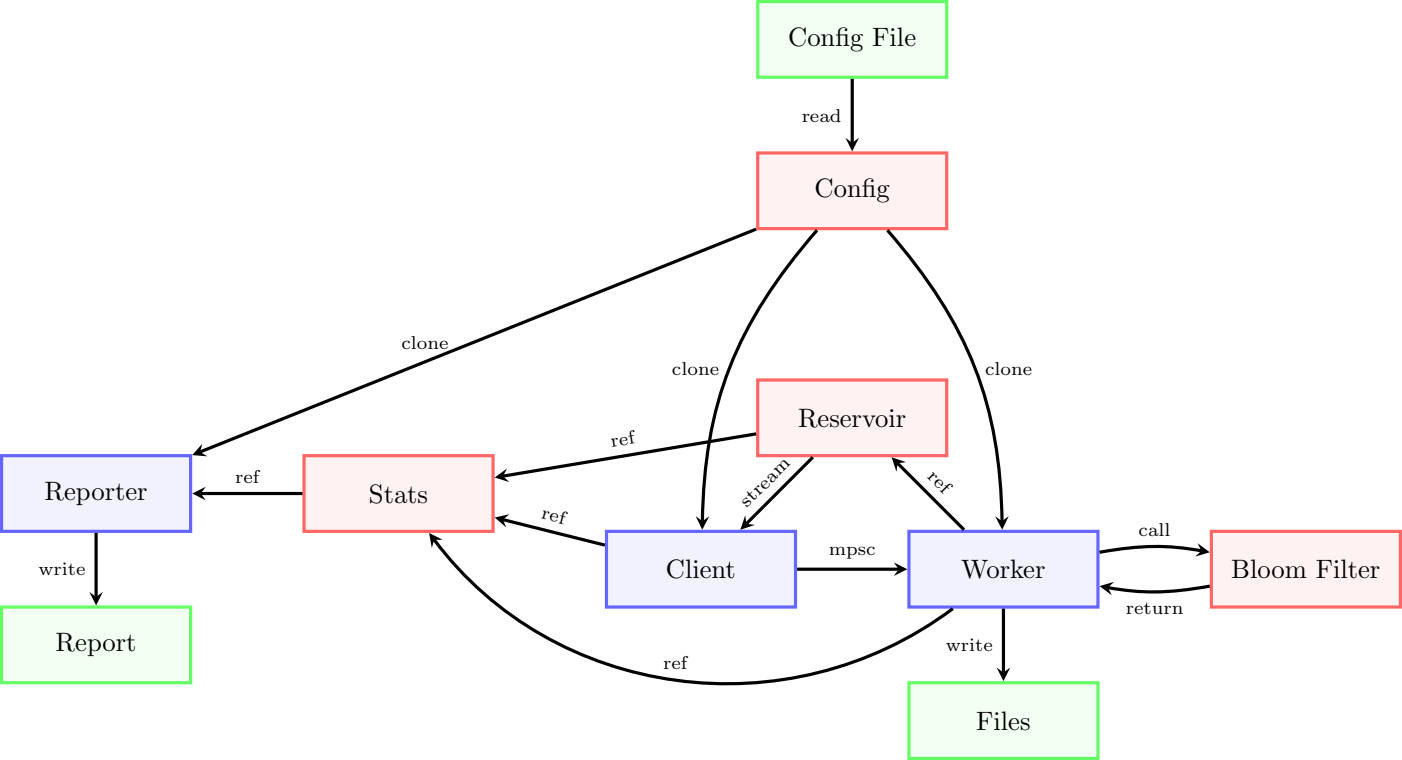 Config File
read
Config
clone
clone
clone
Reservoir
ref
stream
ref
Reporter
ref
Stats
ref
Client
mpsc
Worker
call
Bloom Filter
return
write
Report
ref
write
Files